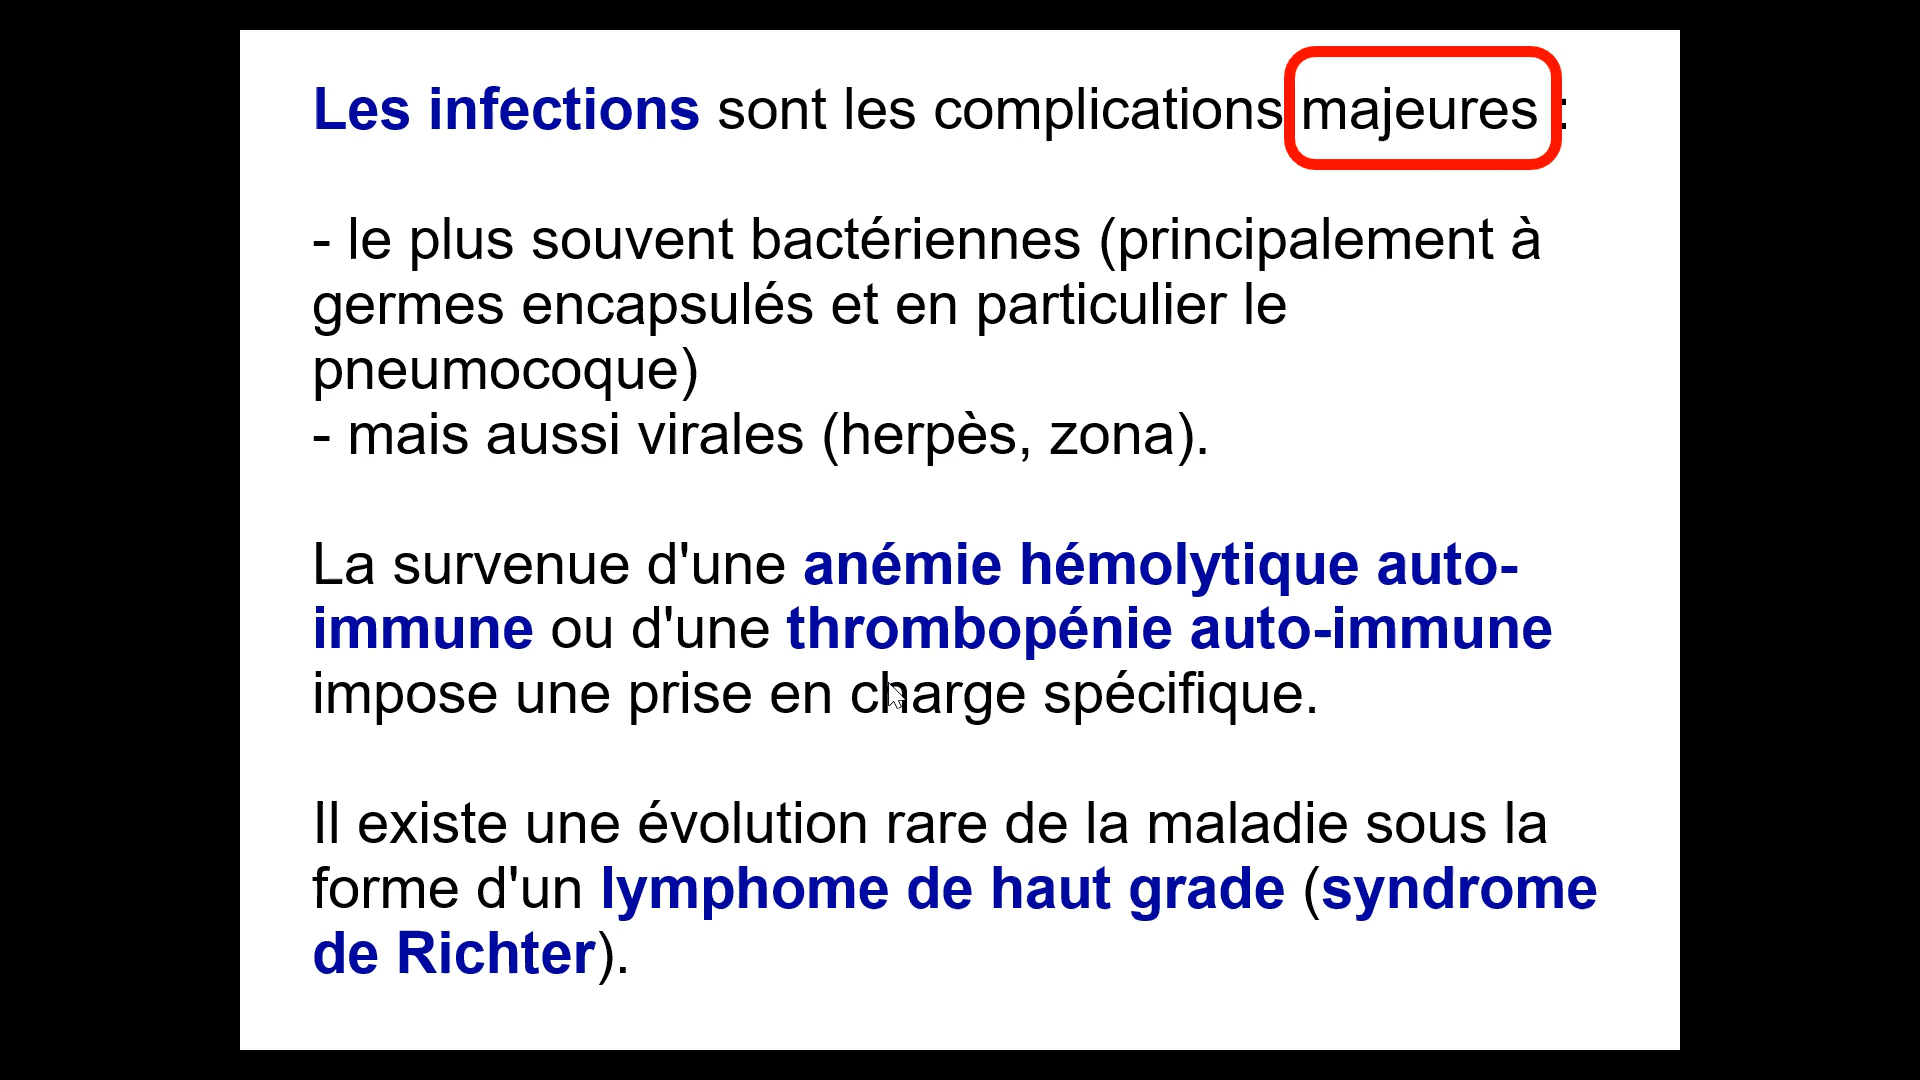 Les infections sont les complications majeures :
- le plus souvent bactériennes (principalement à
germes encapsulés et en particulier le
pneumocoque)
- mais aussi virales (herpès, zona).
La survenue d'une anémie hémolytique auto-
immune ou d'une thrombopénie auto-immune
impose une prise en charge spécifique.
Il existe une évolution rare de la maladie sous la
forme d'un lymphome de haut grade (syndrome
de Richter).